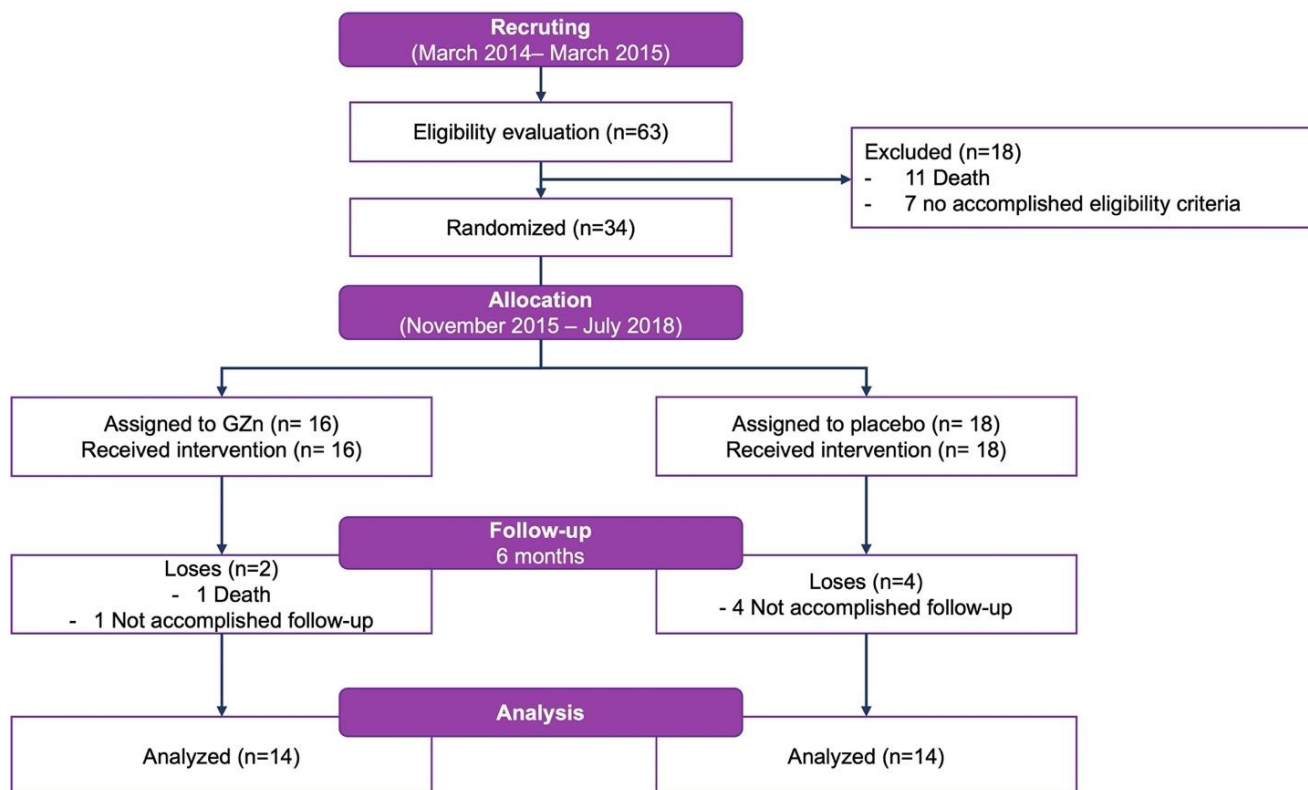 Recruting
(March 2014– March 2015)
Eligibility evaluation (n=63)
Excluded (n=18)
- 11 Death
- 7 no accomplished eligibility criteria
Randomized (n=34)
Allocation
(November 2015 – July 2018)
Assigned to GZn (n= 16)
Received intervention (n= 16)
Assigned to placebo (n= 18)
Received intervention (n= 18)
Follow-up
6 months
Loses (n=2)
- 1 Death
- 1 Not accomplished follow-up
Loses (n=4)
- 4 Not accomplished follow-up
Analysis
Analyzed (n=14)
Analyzed (n=14)